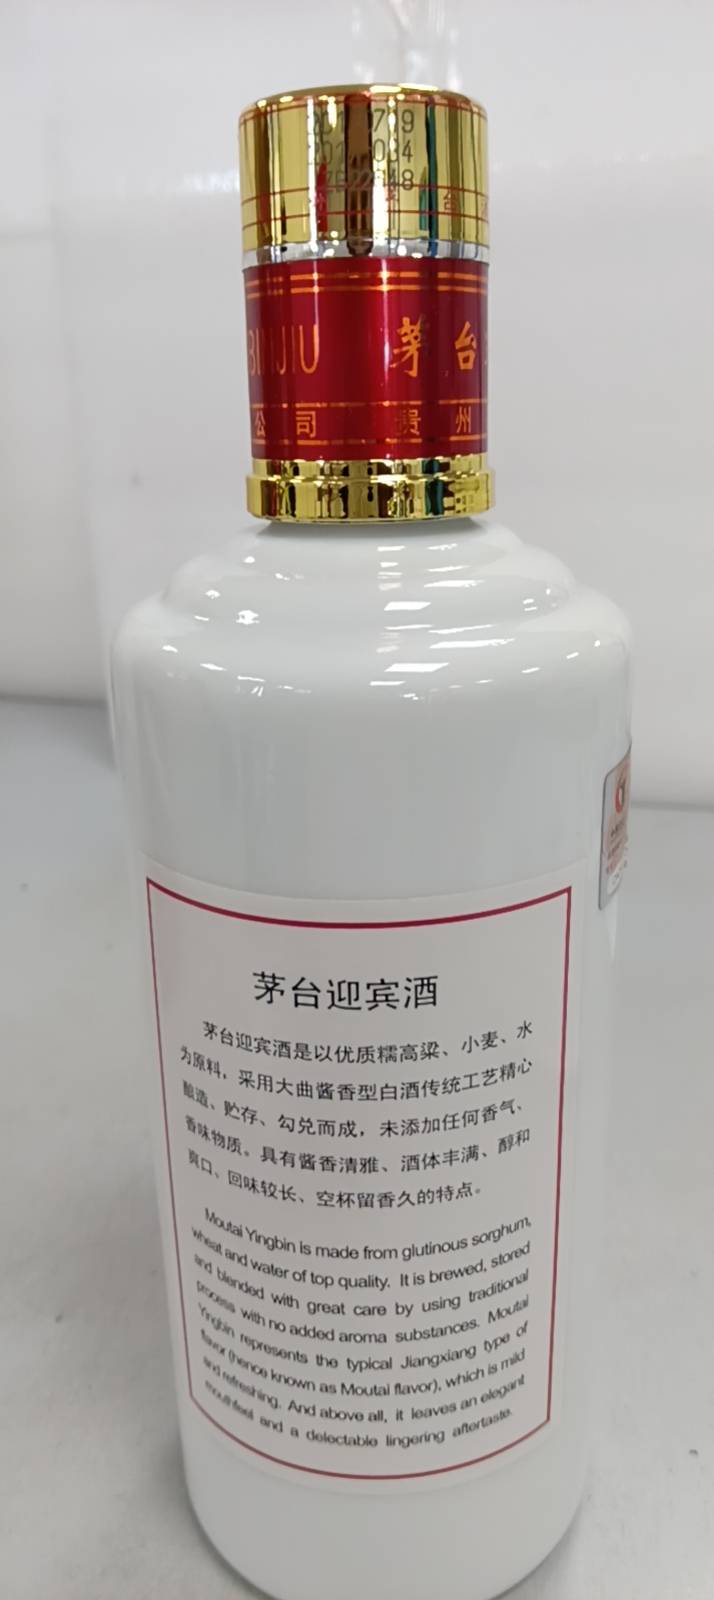 BINJIU 茅台
公司 贵州
茅台迎宾酒
茅台迎宾酒是以优质糯高粱、小麦、水
为原料，采用大曲酱香型白酒传统工艺精心
酿造、贮存、勾兑而成，未添加任何香气、
香味物质。具有酱香清雅、酒体丰满、醇和
爽口、回味较长、空杯留香久的特点。
Moutai Yingbin is made from glutinous sorghum,
wheat and water of top quality. It is brewed, stored
and blended with great care by using traditional
process with no added aroma substances. Moutai
Yingbin represents the typical Jiangxiang type of
flavor (hence known as Moutai flavor), which is mild
and refreshing. And above all, it leaves an elegant
mouthfeel and a delectable lingering aftertaste.